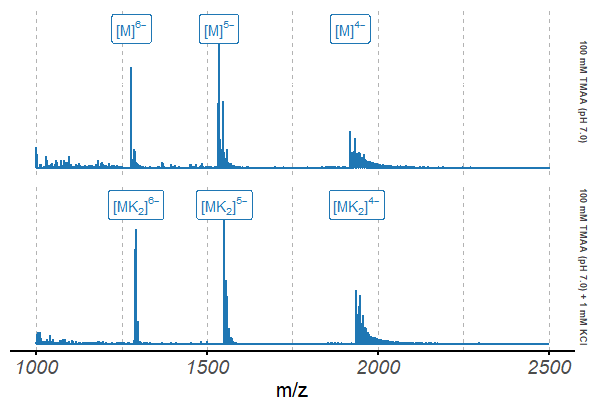 [M]⁶⁻ [M]⁵⁻ [M]⁴⁻
100 mM TMAA (pH 7.0)
[MK₂]⁶⁻ [MK₂]⁵⁻ [MK₂]⁴⁻
100 mM TMAA (pH 7.0) + 1 mM KCl
1000 1500 2000 2500
m/z